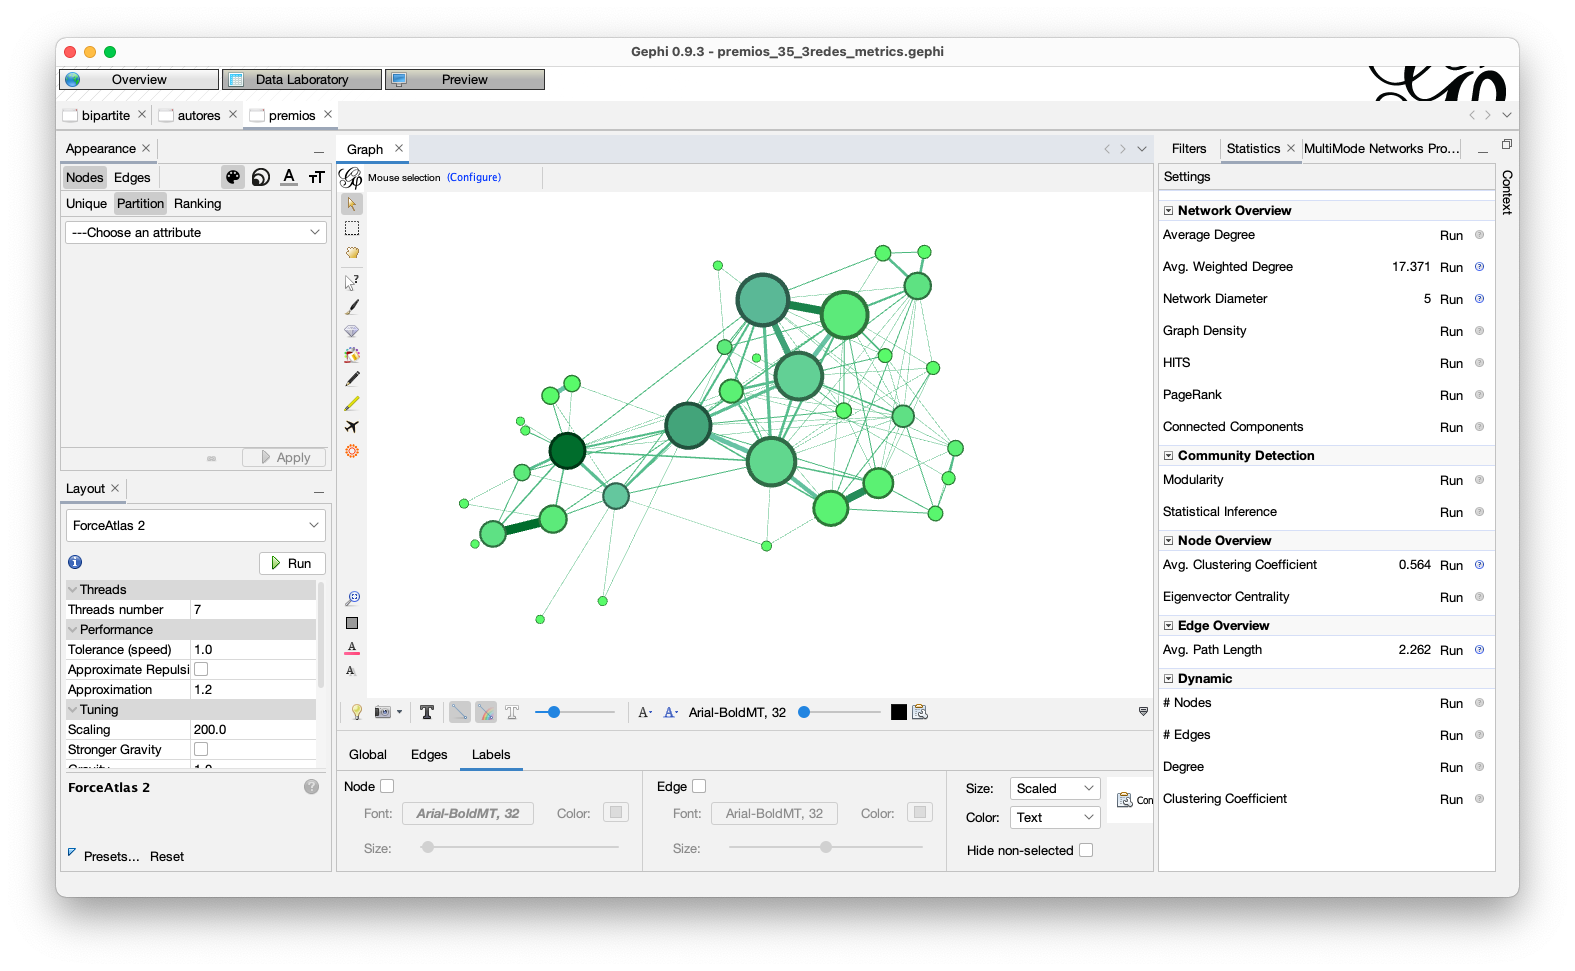 Gephi 0.9.3 - premios_35_3redes_metrics.gephi
Overview
Data Laboratory
Preview
bipartite
autores
premios
Appearance
Nodes Edges
Unique Partition Ranking
---Choose an attribute
Apply
Layout
ForceAtlas 2
Run
Threads
Threads number 7
Performance
Tolerance (speed) 1.0
Approximate Repulsi
Approximation 1.2
Tuning
Scaling 200.0
Stronger Gravity
Gravity 1.0
ForceAtlas 2
Presets... Reset
Graph
Mouse selection (Configure)
Arial-BoldMT, 32
Global Edges Labels
Node
Font: Arial-BoldMT, 32 Color:
Size:
Edge
Font: Arial-BoldMT, 32 Color:
Size:
Size: Scaled
Color: Text
Hide non-selected
Con
Filters
Statistics
MultiMode Networks Pro...
Context
Settings
Network Overview
Average Degree Run
Avg. Weighted Degree 17.371 Run
Network Diameter 5 Run
Graph Density Run
HITS Run
PageRank Run
Connected Components Run
Community Detection
Modularity Run
Statistical Inference Run
Node Overview
Avg. Clustering Coefficient 0.564 Run
Eigenvector Centrality Run
Edge Overview
Avg. Path Length 2.262 Run
Dynamic
# Nodes Run
# Edges Run
Degree Run
Clustering Coefficient Run